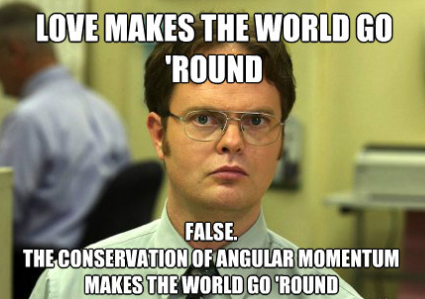 LOVE MAKES THE WORLD GO
'ROUND
FALSE.
THE CONSERVATION OF ANGULAR MOMENTUM
MAKES THE WORLD GO 'ROUND